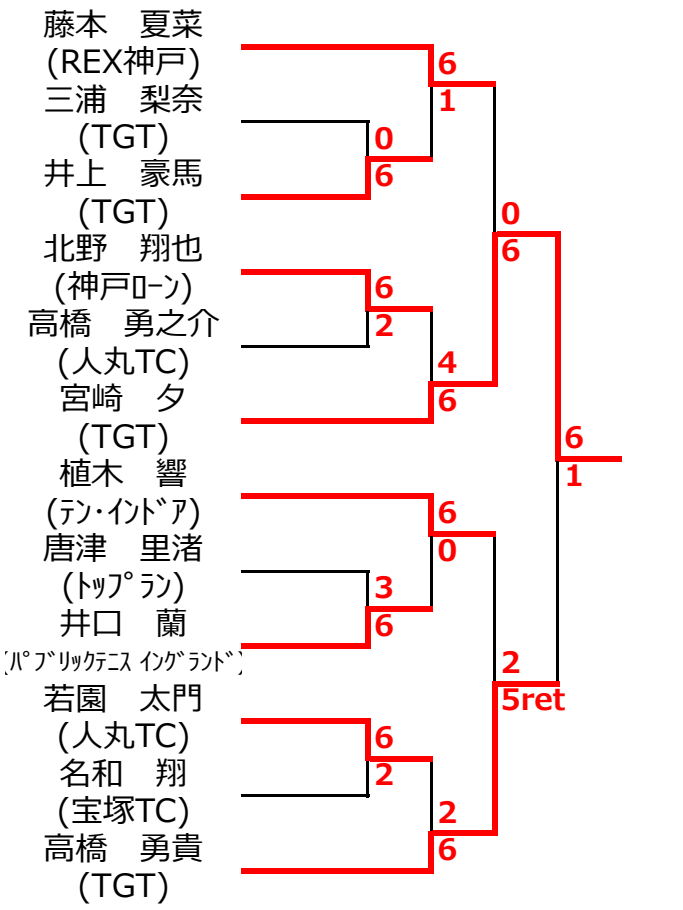 藤本　夏菜
(REX神戸)
6
三浦　梨奈
1
(TGT)
0
井上　豪馬
6
(TGT)
0
北野　翔也
6
(神戸ﾛｰﾝ)
6
高橋　勇之介
2
(人丸TC)
4
宮崎　夕
6
(TGT)
6
植木　響
1
(ﾃﾝ･ｲﾝﾄﾞｱ)
6
唐津　里渚
0
(ﾄｯﾌﾟﾗﾝ)
3
井口　蘭
6
(ﾊﾟﾌﾞﾘｯｸﾃﾆｽ ｲﾝｸﾞﾗﾝﾄﾞ)
2
若園　太門
5ret
(人丸TC)
6
名和　翔
2
(宝塚TC)
2
高橋　勇貴
6
(TGT)